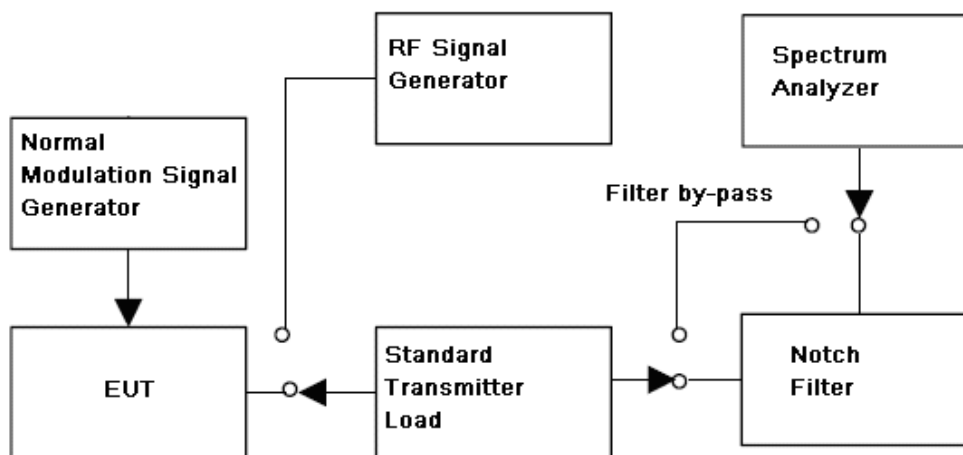 RF Signal
Generator
Spectrum
Analyzer
Normal
Modulation Signal
Generator
Filter by-pass
EUT
Standard
Transmitter
Load
Notch
Filter